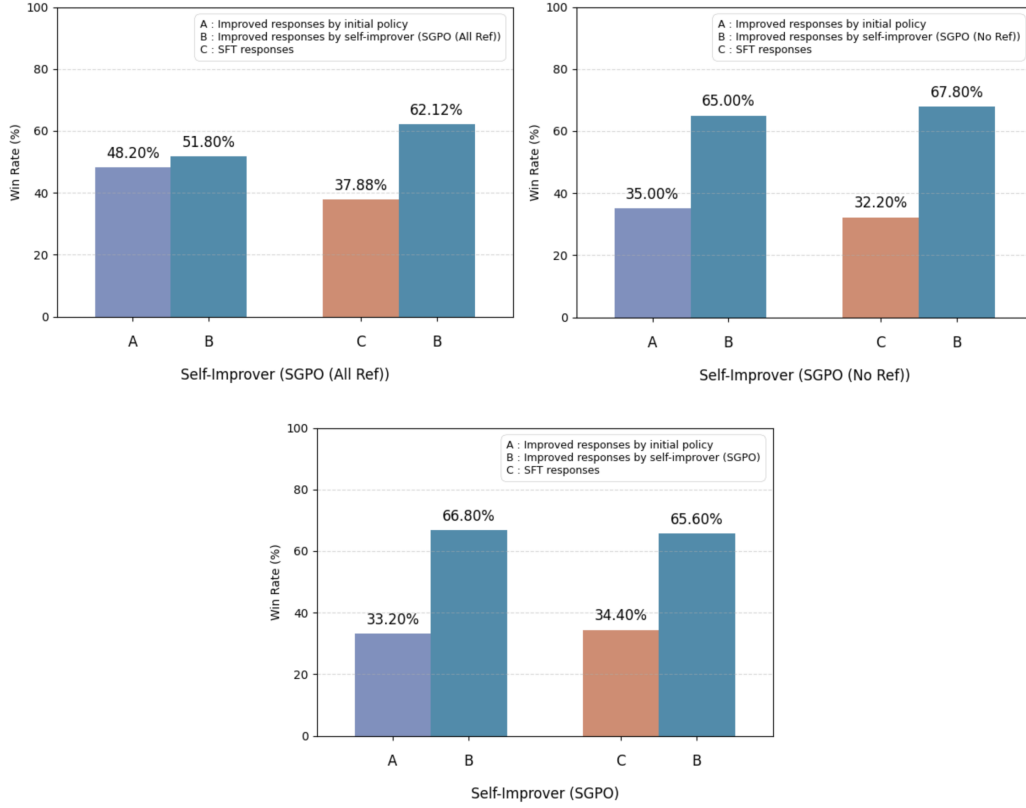 A : Improved responses by initial policy
B : Improved responses by self-improver (SGPO (All Ref))
C : SFT responses
Win Rate (%)
100
80
60
40
20
0
48.20%
51.80%
37.88%
62.12%
A
B
C
B
Self-Improver (SGPO (All Ref))
A : Improved responses by initial policy
B : Improved responses by self-improver (SGPO (No Ref))
C : SFT responses
Win Rate (%)
100
80
60
40
20
0
35.00%
65.00%
32.20%
67.80%
A
B
C
B
Self-Improver (SGPO (No Ref))
A : Improved responses by initial policy
B : Improved responses by self-improver (SGPO)
C : SFT responses
Win Rate (%)
100
80
60
40
20
0
33.20%
66.80%
34.40%
65.60%
A
B
C
B
Self-Improver (SGPO)